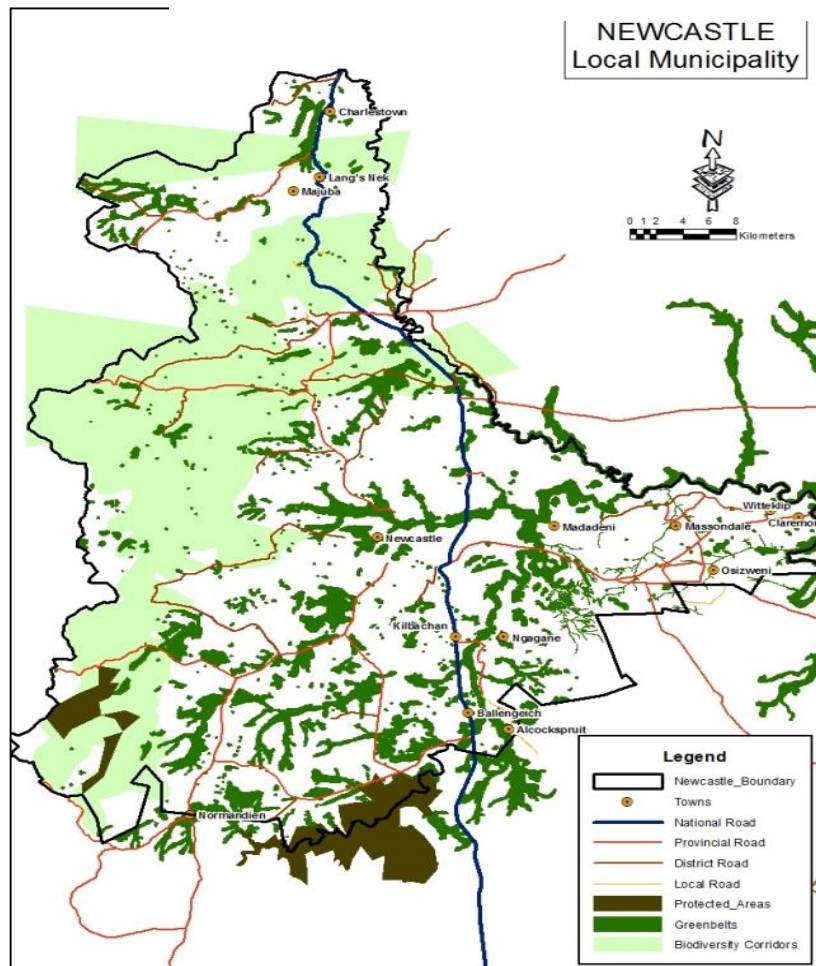 NEWCASTLE
Local Municipality
N
0 1 2 4 6 8
Kilometers
Charlestown
Lang's Nek
Majuba
Witteklip
Madadeni
Massondale
Claremon
Newcastle
Osizweni
Kilbachan
Ngagane
Ballengeich
Alcockspruit
Normandien
Legend
Newcastle_Boundary
Towns
National Road
Provincial Road
District Road
Local Road
Protected_Areas
Greenbelts
Biodiversity Corridors